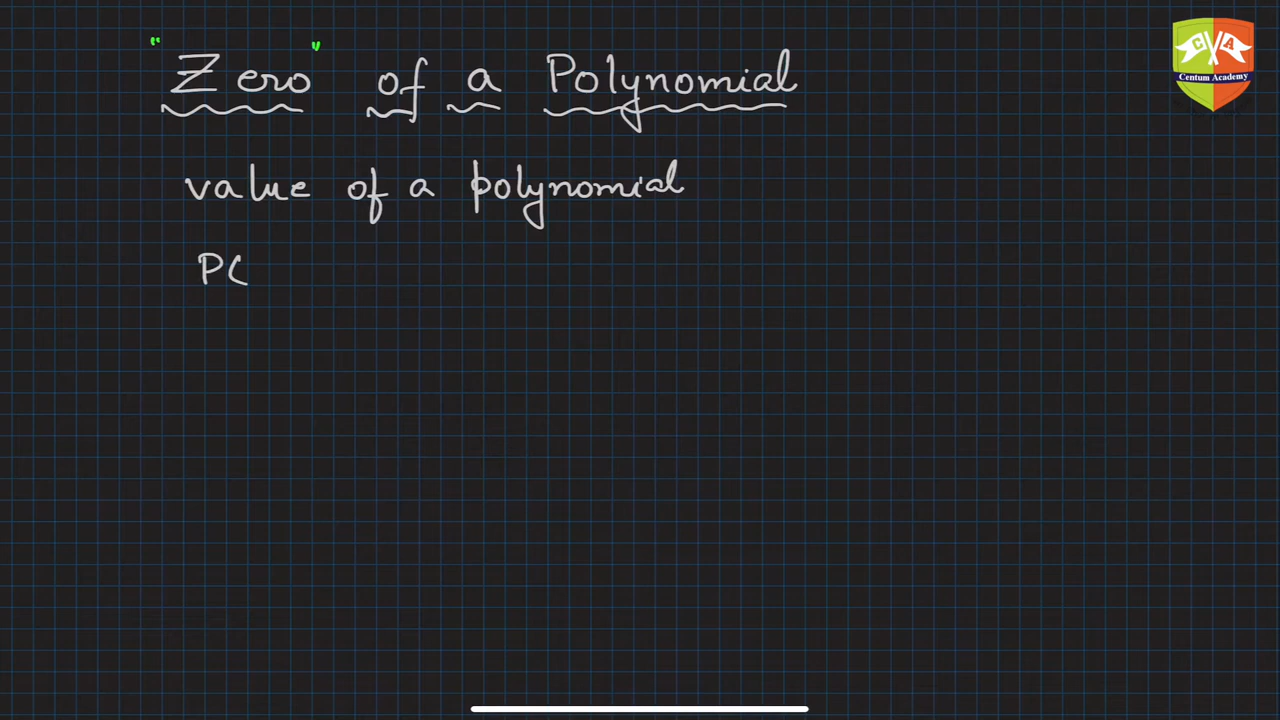 "Zero" of a Polynomial
value of a polynomial
P(
C A
Centum Academy